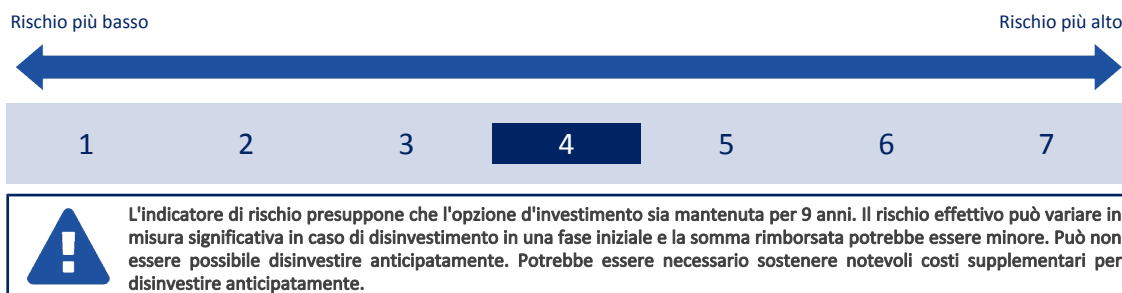 Rischio più basso Rischio più alto
1 2 3 4 5 6 7
L'indicatore di rischio presuppone che l'opzione d'investimento sia mantenuta per 9 anni. Il rischio effettivo può variare in
misura significativa in caso di disinvestimento in una fase iniziale e la somma rimborsata potrebbe essere minore. Può non
essere possibile disinvestire anticipatamente. Potrebbe essere necessario sostenere notevoli costi supplementari per
disinvestire anticipatamente.